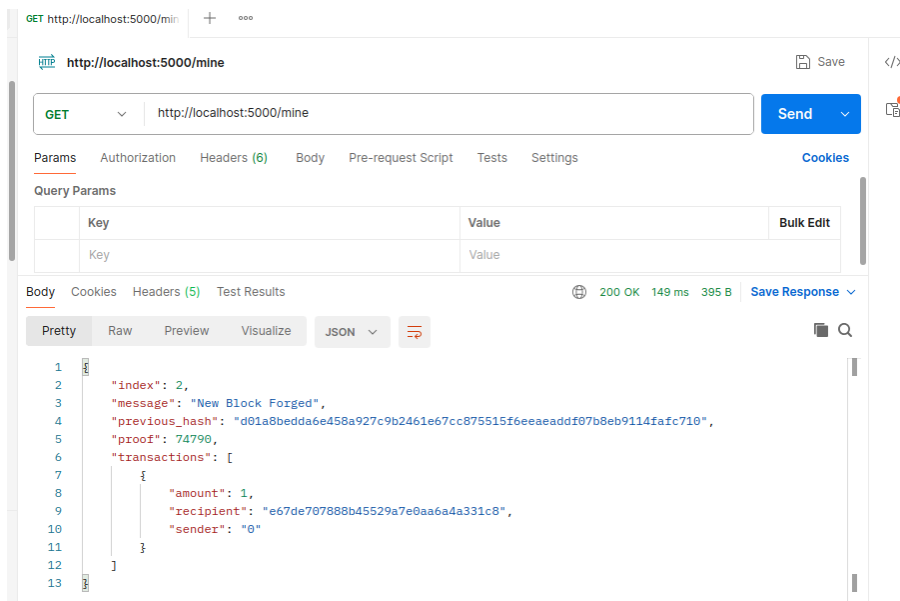 GET http://localhost:5000/min
HTTP http://localhost:5000/mine Save
GET http://localhost:5000/mine Send
Params Authorization Headers (6) Body Pre-request Script Tests Settings Cookies
Query Params
Key Value Bulk Edit
Key Value
Body Cookies Headers (5) Test Results 200 OK 149 ms 395 B Save Response
Pretty Raw Preview Visualize JSON
1 {
2 "index": 2,
3 "message": "New Block Forged",
4 "previous_hash": "d01a8bedda6e458a927c9b2461e67cc875515f6eeaeaddf07b8eb9114fafc710",
5 "proof": 74790,
6 "transactions": [
7 {
8 "amount": 1,
9 "recipient": "e67de707888b45529a7e0aa6a4a331c8",
10 "sender": "0"
11 }
12 ]
13 }